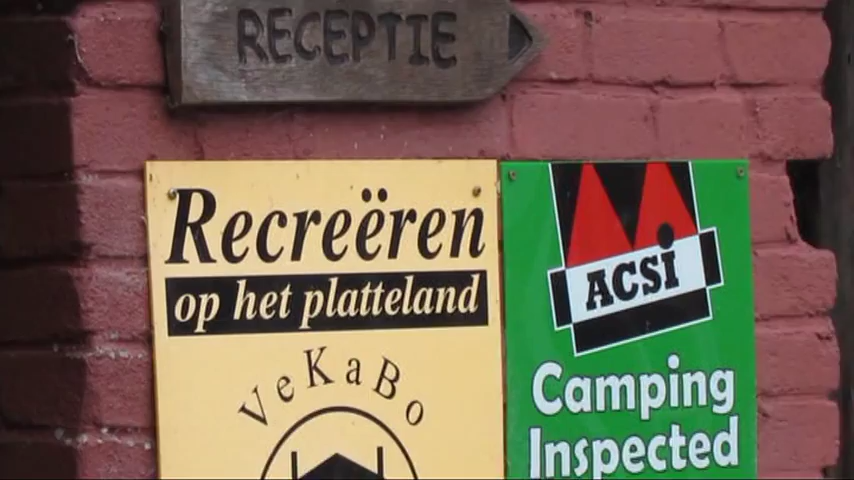 RECEPTIE
Recreëren
op het platteland
VeKaBo
ACSI
Camping
Inspected